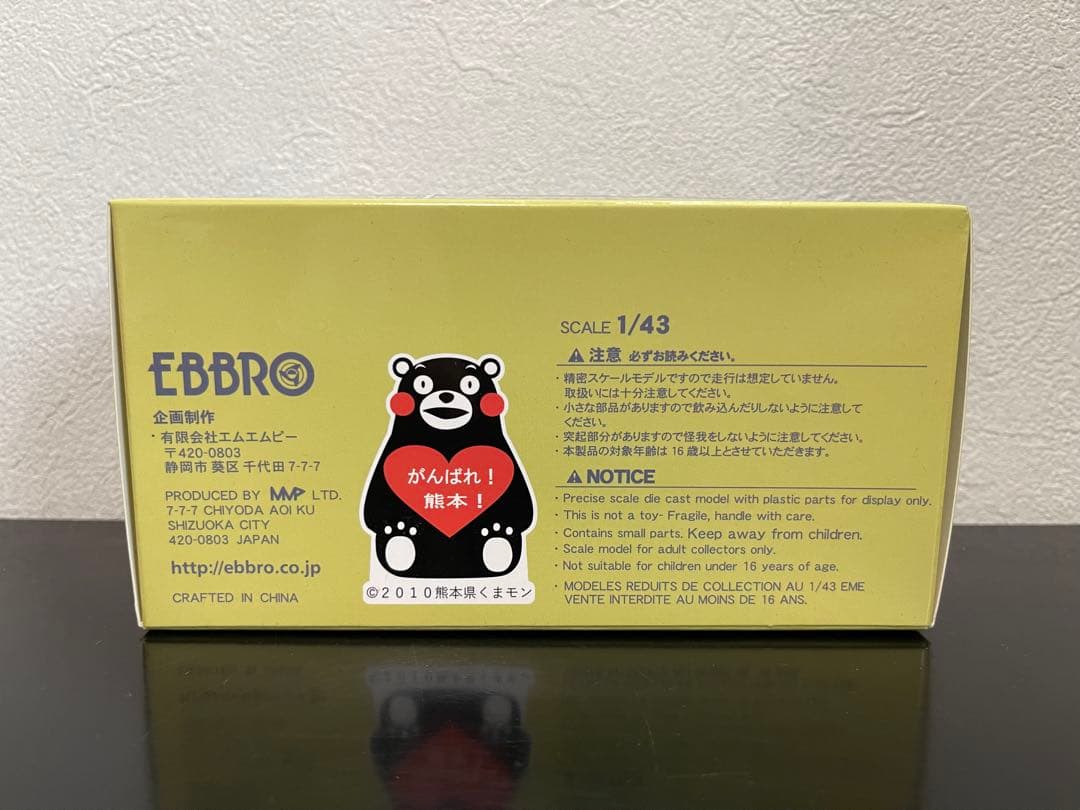 EBBRO
企画制作
・有限会社エムエムピー
〒420-0803
静岡市 葵区 千代田 7-7-7
PRODUCED BY MMP LTD.
7-7-7 CHIYODA AOI KU
SHIZUOKA CITY
420-0803 JAPAN
http://ebbro.co.jp
CRAFTED IN CHINA
がんばれ！
熊本！
©２０１０熊本県くまモン
SCALE 1/43
注意 必ずお読みください。
・精密スケールモデルですので走行は想定していません。
取扱いには十分注意してください。
・小さな部品がありますので飲み込んだりしないように注意して
ください。
・突起部分がありますので怪我をしないように注意してください。
・本製品の対象年齢は 16 歳以上とさせていただきます。
NOTICE
・Precise scale die cast model with plastic parts for display only.
・This is not a toy- Fragile, handle with care.
・Contains small parts. Keep away from children.
・Scale model for adult collectors only.
・Not suitable for children under 16 years of age.
・MODELES REDUITS DE COLLECTION AU 1/43 EME
VENTE INTERDITE AU MOINS DE 16 ANS.